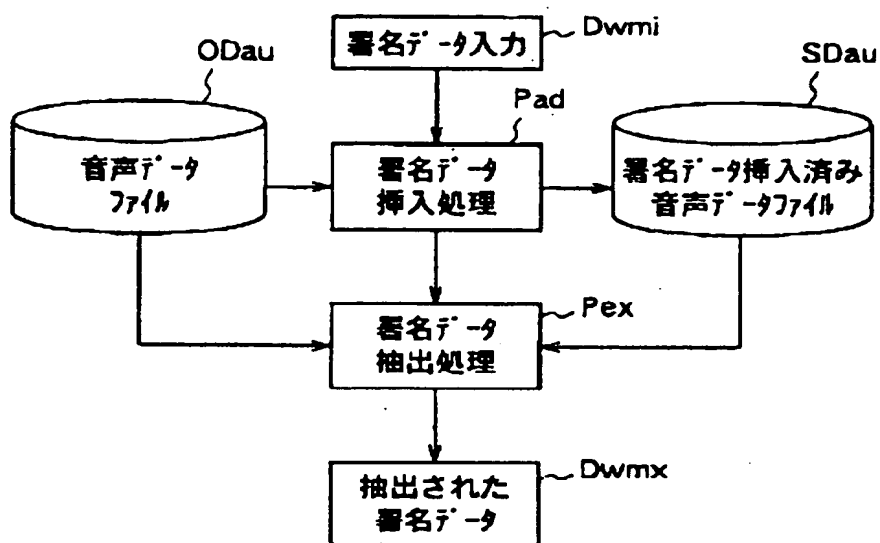 署名データ入力
Dwmi
ODau
SDau
Pad
音声データ
ファイル
署名データ
挿入処理
署名データ挿入済み
音声データファイル
署名データ
抽出処理
Pex
抽出された
署名データ
Dwmx